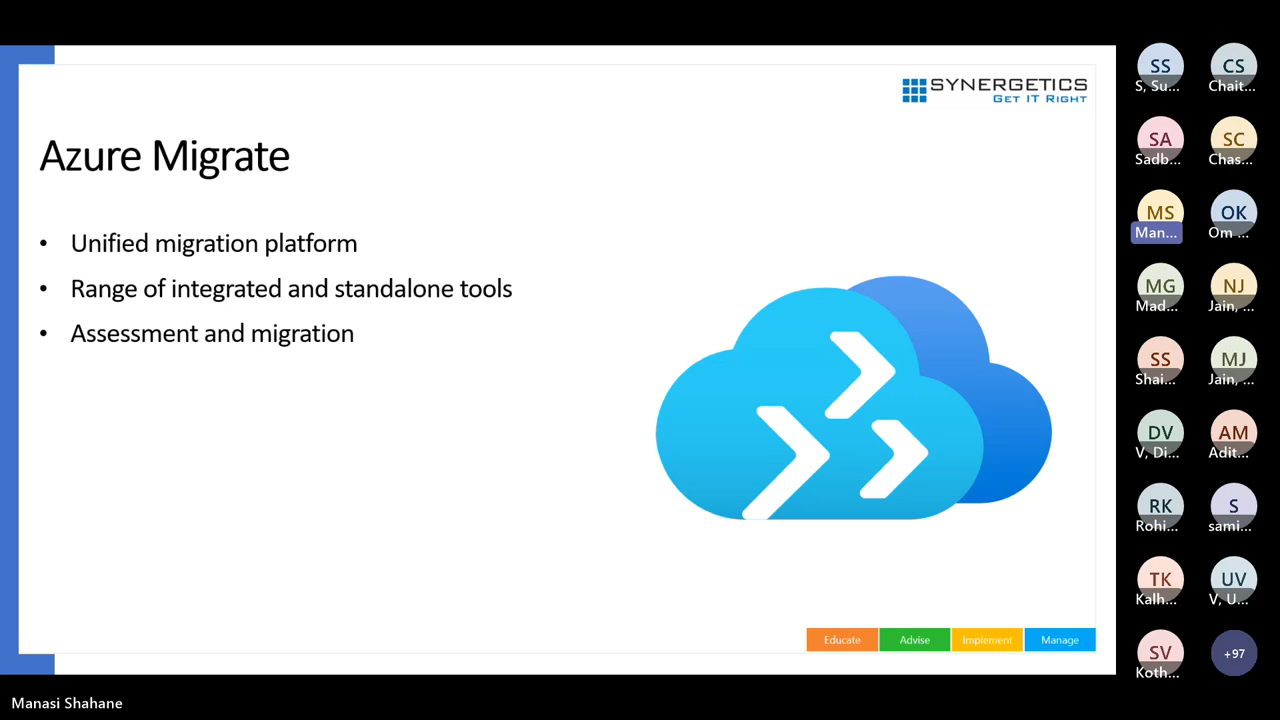 SYNERGETICS
GET IT RIGHT
Azure Migrate
• Unified migration platform
• Range of integrated and standalone tools
• Assessment and migration
Educate Advise Implement Manage
SS CS
S, Su... Chait...
SA SC
Sadb... Chas...
MS OK
Man... Om ...
MG NJ
Mad... Jain, ...
SS MJ
Shai... Jain, ...
DV AM
V, Di... Adit...
RK S
Rohi... sami...
TK UV
Kalh... V, U...
SV +97
Koth...
Manasi Shahane